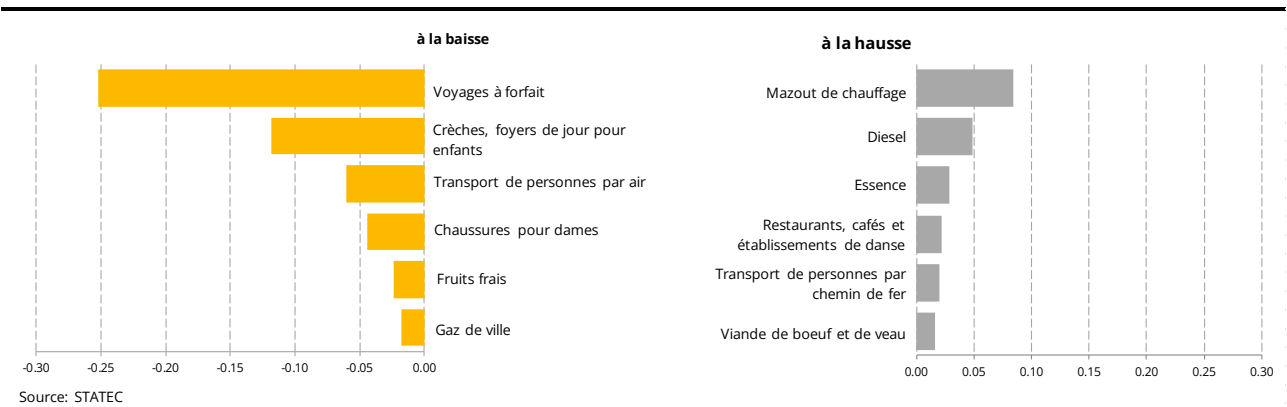 à la baisse
Voyages à forfait
Crèches, foyers de jour pour
enfants
Transport de personnes par air
Chaussures pour dames
Fruits frais
Gaz de ville
-0.30 -0.25 -0.20 -0.15 -0.10 -0.05 0.00
à la hausse
Mazout de chauffage
Diesel
Essence
Restaurants, cafés et
établissements de danse
Transport de personnes par
chemin de fer
Viande de boeuf et de veau
0.00 0.05 0.10 0.15 0.20 0.25 0.30
Source: STATEC